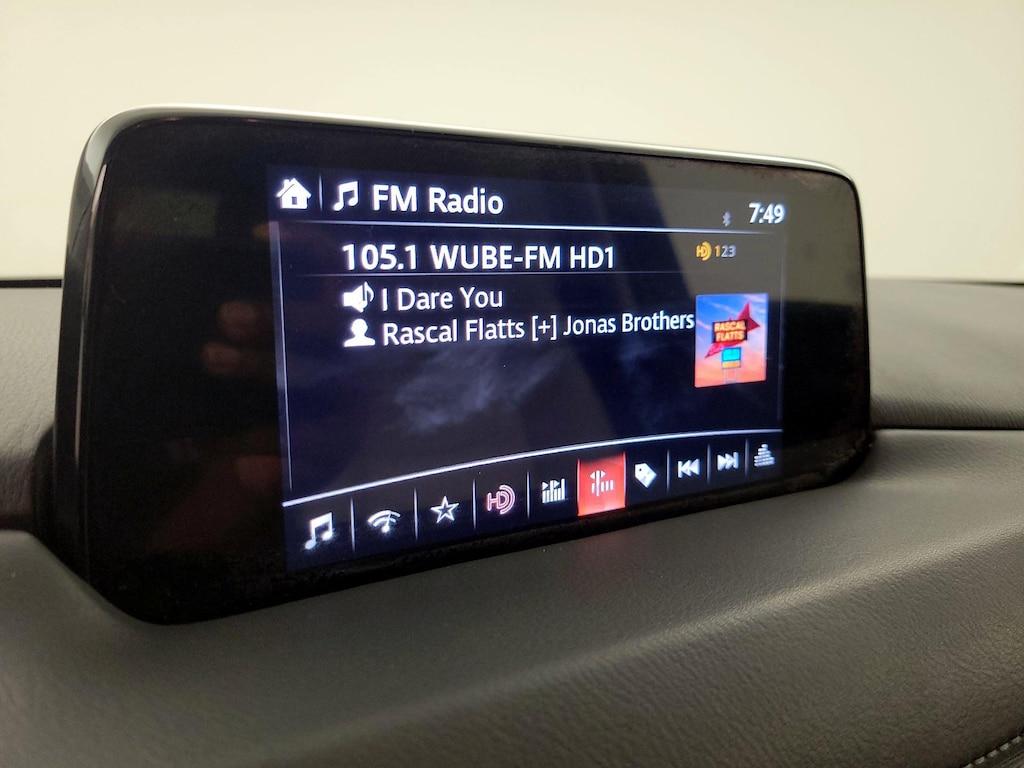 FM Radio
7:49
105.1 WUBE-FM HD1
HD 123
I Dare You
Rascal Flatts [+] Jonas Brothers
RASCAL
FLATTS
HD